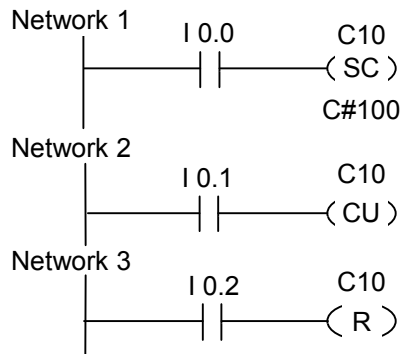 Network 1
I 0.0 C10
( SC )
C#100
Network 2
I 0.1 C10
( CU )
Network 3
I 0.2 C10
( R )